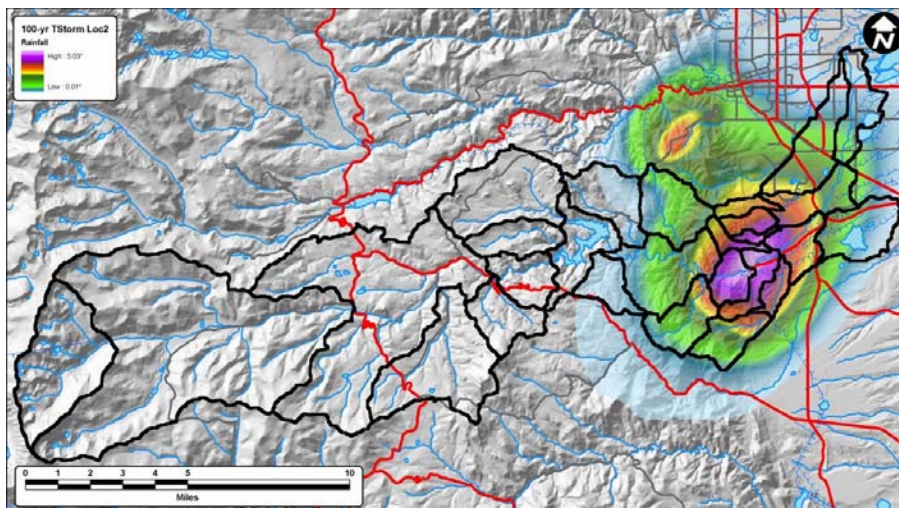 100-yr TStorm Loc2
Rainfall
High : 5.03"
Low : 0.01"
N
0 1 2 3 4 5 10
Miles